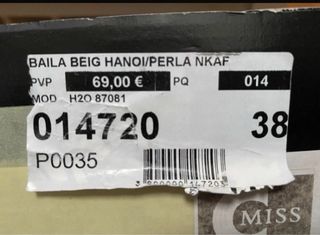 BAILA BEIG HANOI/PERLA NKAF
PVP 69,00 € PQ 014
MOD H2O 87081
014720 38
P0035
MISS